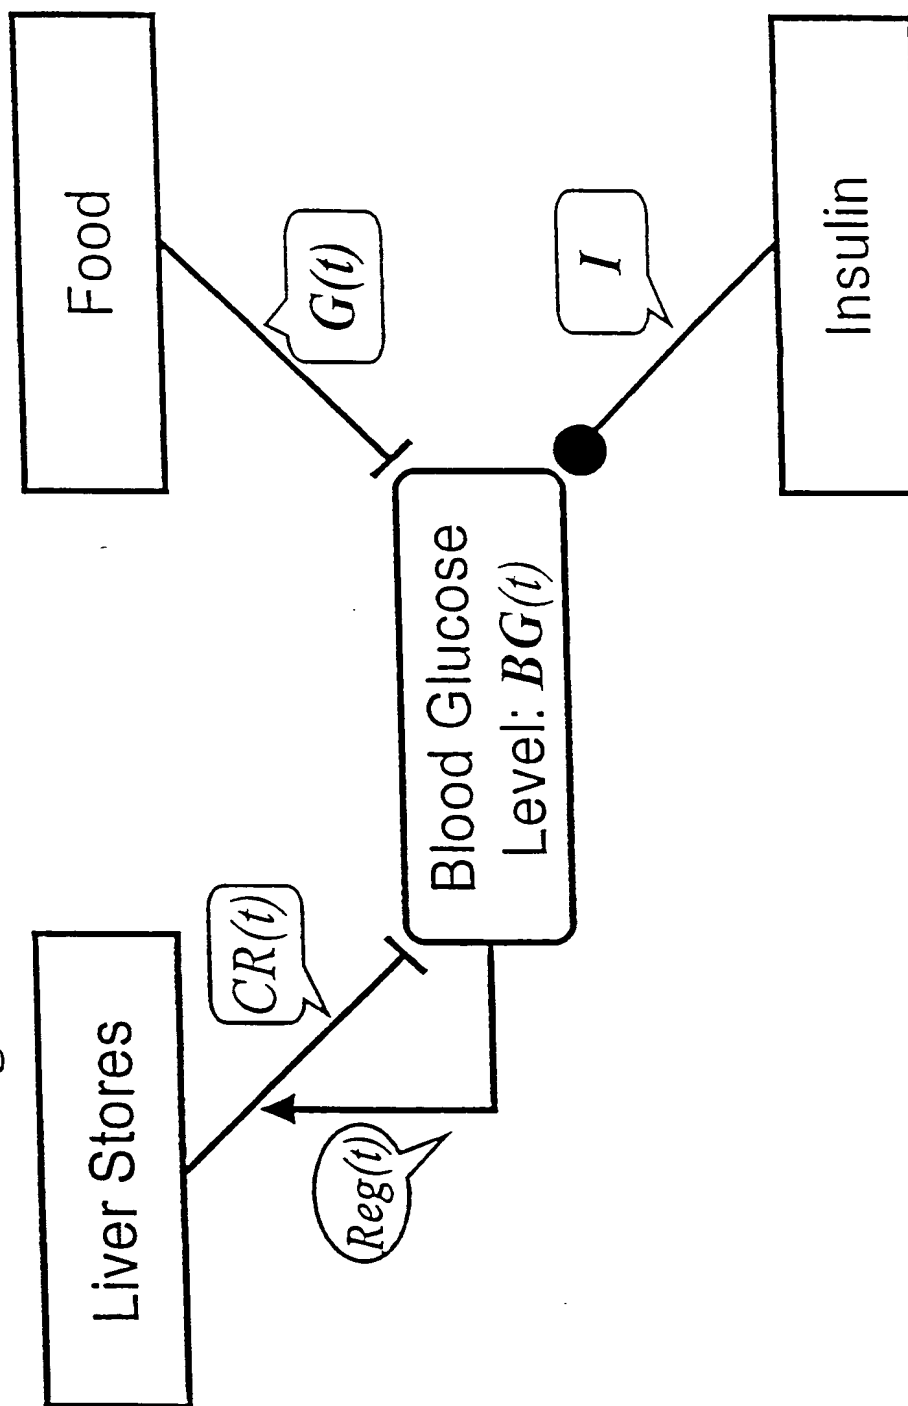 Liver Stores
Food
CR(t)
G(t)
Reg(t)
Blood Glucose
Level: BG(t)
I
Insulin